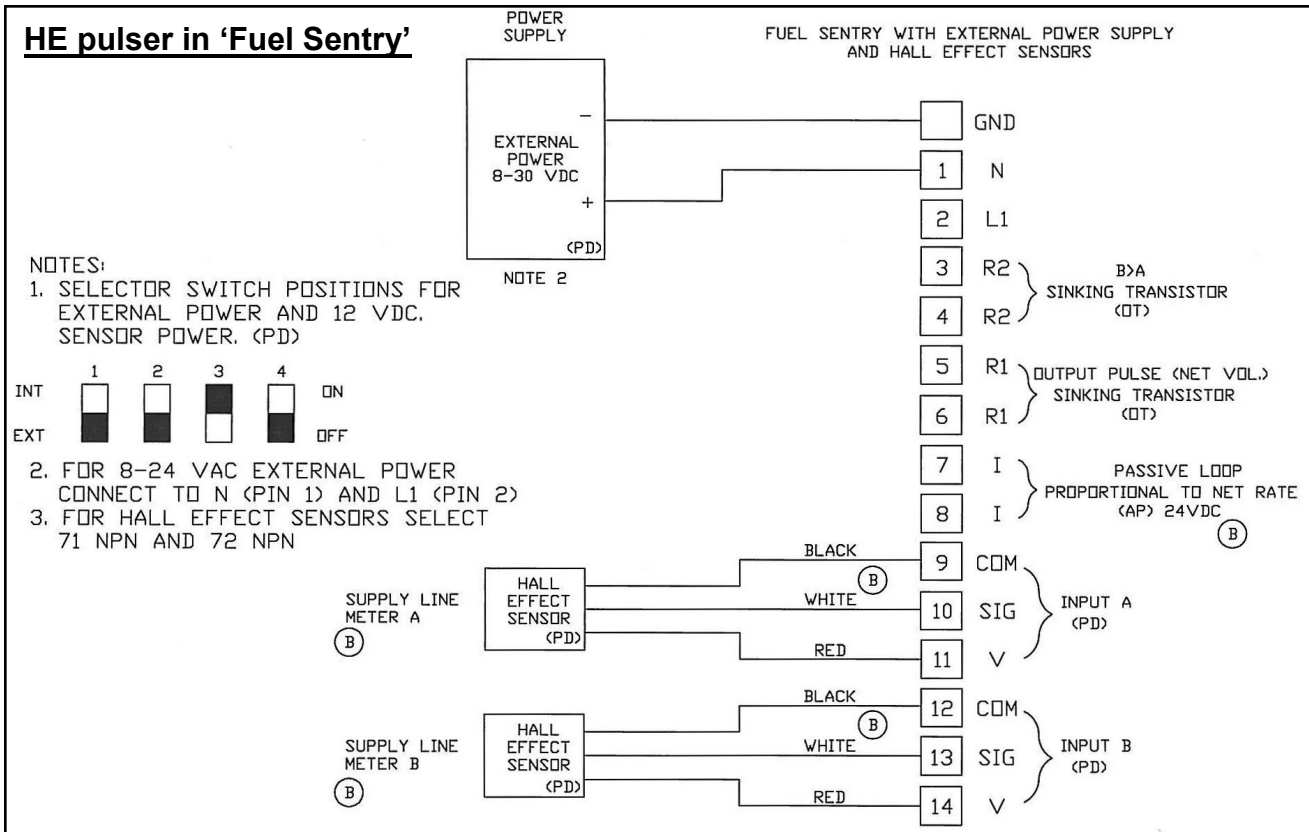 HE pulser in ‘Fuel Sentry’
POWER
SUPPLY
FUEL SENTRY WITH EXTERNAL POWER SUPPLY
AND HALL EFFECT SENSORS
-
EXTERNAL
POWER
8-30 VDC
+
(PD)
NOTE 2
GND
1 N
2 L1
3 R2
4 R2
B>A
SINKING TRANSISTOR
(OT)
5 R1
6 R1
OUTPUT PULSE (NET VOL.)
SINKING TRANSISTOR
(OT)
7 I
8 I
PASSIVE LOOP
PROPORTIONAL TO NET RATE
(AP) 24VDC
B
NOTES:
1. SELECTOR SWITCH POSITIONS FOR
EXTERNAL POWER AND 12 VDC.
SENSOR POWER. (PD)
1 2 3 4
INT ON
EXT OFF
2. FOR 8-24 VAC EXTERNAL POWER
CONNECT TO N (PIN 1) AND L1 (PIN 2)
3. FOR HALL EFFECT SENSORS SELECT
71 NPN AND 72 NPN
SUPPLY LINE
METER A
B
HALL
EFFECT
SENSOR
(PD)
BLACK
B
WHITE
RED
9 COM
10 SIG
11 V
INPUT A
(PD)
SUPPLY LINE
METER B
B
HALL
EFFECT
SENSOR
(PD)
BLACK
B
WHITE
RED
12 COM
13 SIG
14 V
INPUT B
(PD)